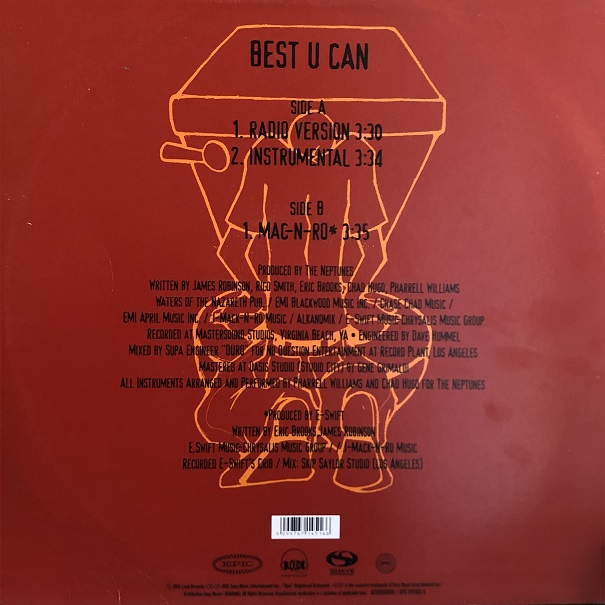 BEST U CAN
SIDE A
1. RADIO VERSION 3:30
2. INSTRUMENTAL 3:34
SIDE B
1. MAC-N-RO* 3:35
PRODUCED BY THE NEPTUNES
WRITTEN BY JAMES ROBINSON, RICO SMITH, ERIC BROOKS, CHAD HUGO, PHARRELL WILLIAMS
WATERS OF THE NAZARETH PUB. / EMI BLACKWOOD MUSIC INC. / CHASE CHAD MUSIC /
EMI APRIL MUSIC INC. / J-MACK-N-RO MUSIC / ALKANOMIK / E-SWIFT MUSIC-CHRYSALIS MUSIC GROUP
RECORDED AT MASTERSOUND STUDIOS, VIRGINIA BEACH, VA • ENGINEERED BY DAVE HUMMEL
MIXED BY SUPA ENGINEER "DURO" FOR NO QUESTION ENTERTAINMENT AT RECORD PLANT, LOS ANGELES
MASTERED AT OASIS STUDIO (STUDIO CITY) BY GENE GRIMALDI
ALL INSTRUMENTS ARRANGED AND PERFORMED BY PHARRELL WILLIAMS AND CHAD HUGO FOR THE NEPTUNES
*PRODUCED BY E-SWIFT
WRITTEN BY ERIC BROOKS, JAMES ROBINSON
E.SWIFT MUSIC-CHRYSALIS MUSIC GROUP / / J-MACK-N-RO MUSIC
RECORDED E-SWIFT'S CRIB / MIX: SKIP SAYLOR STUDIO (LOS ANGELES)
EPIC
LOUD